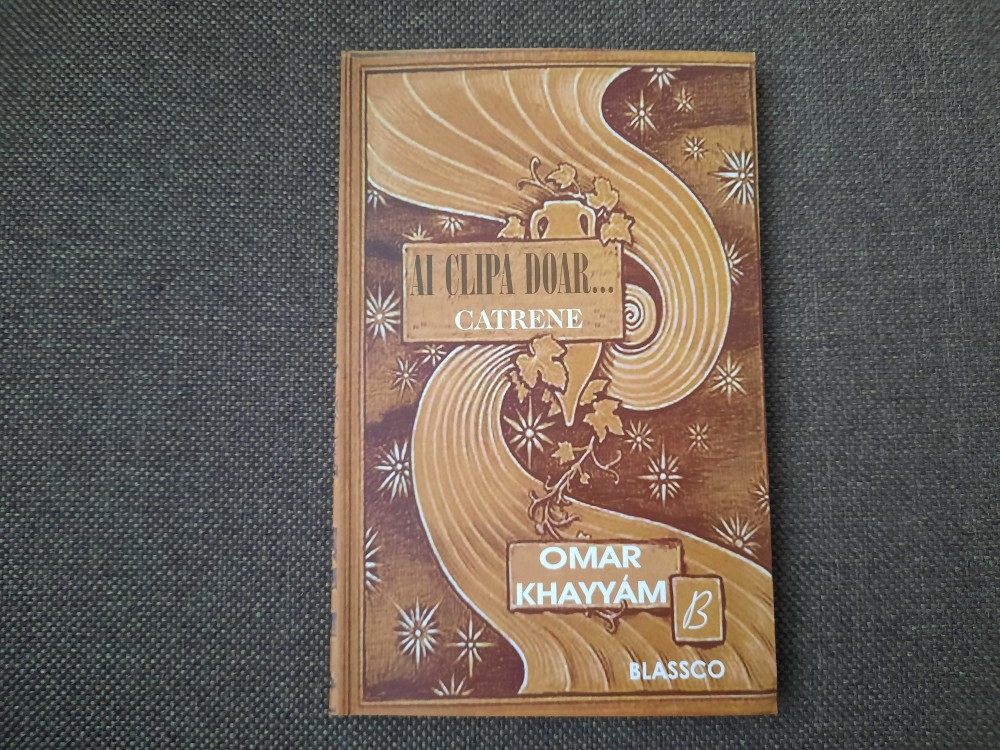 AI CLIPA DOAR...
CATRENE
OMAR
KHAYYÁM
B
BLASSCO